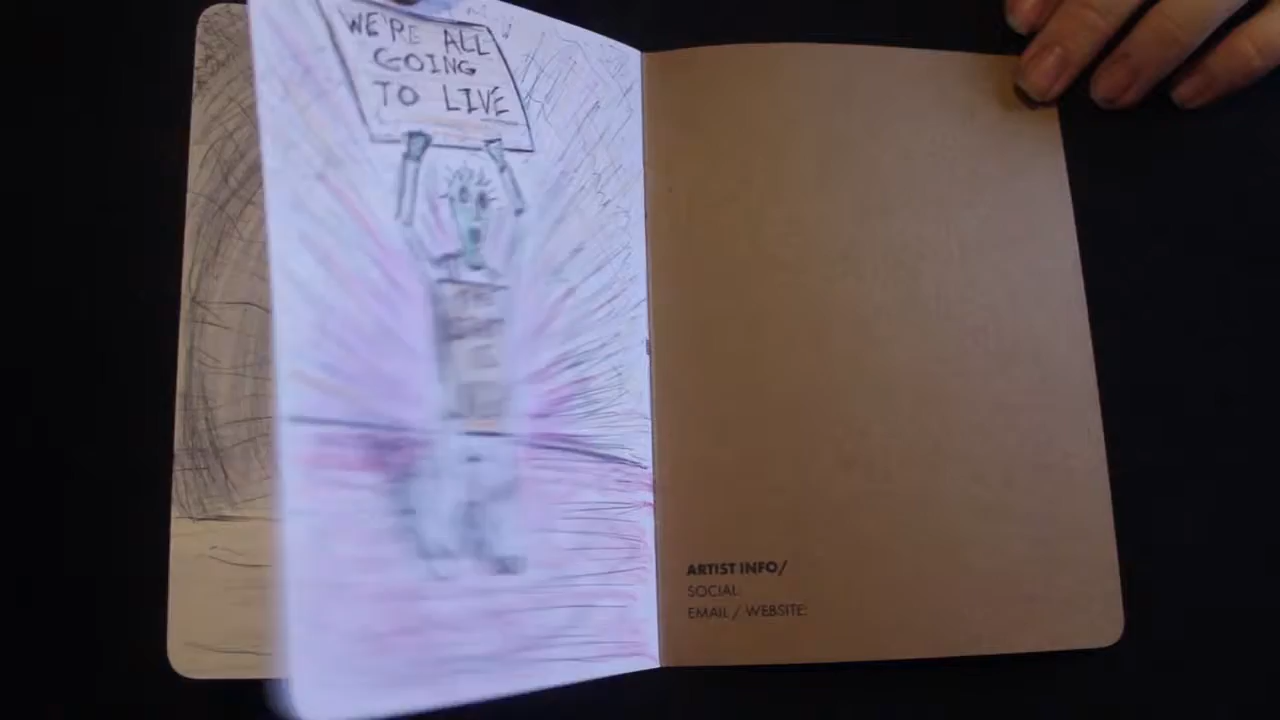 WE'RE ALL
GOING
TO LIVE
ARTIST INFO/
SOCIAL:
EMAIL / WEBSITE: